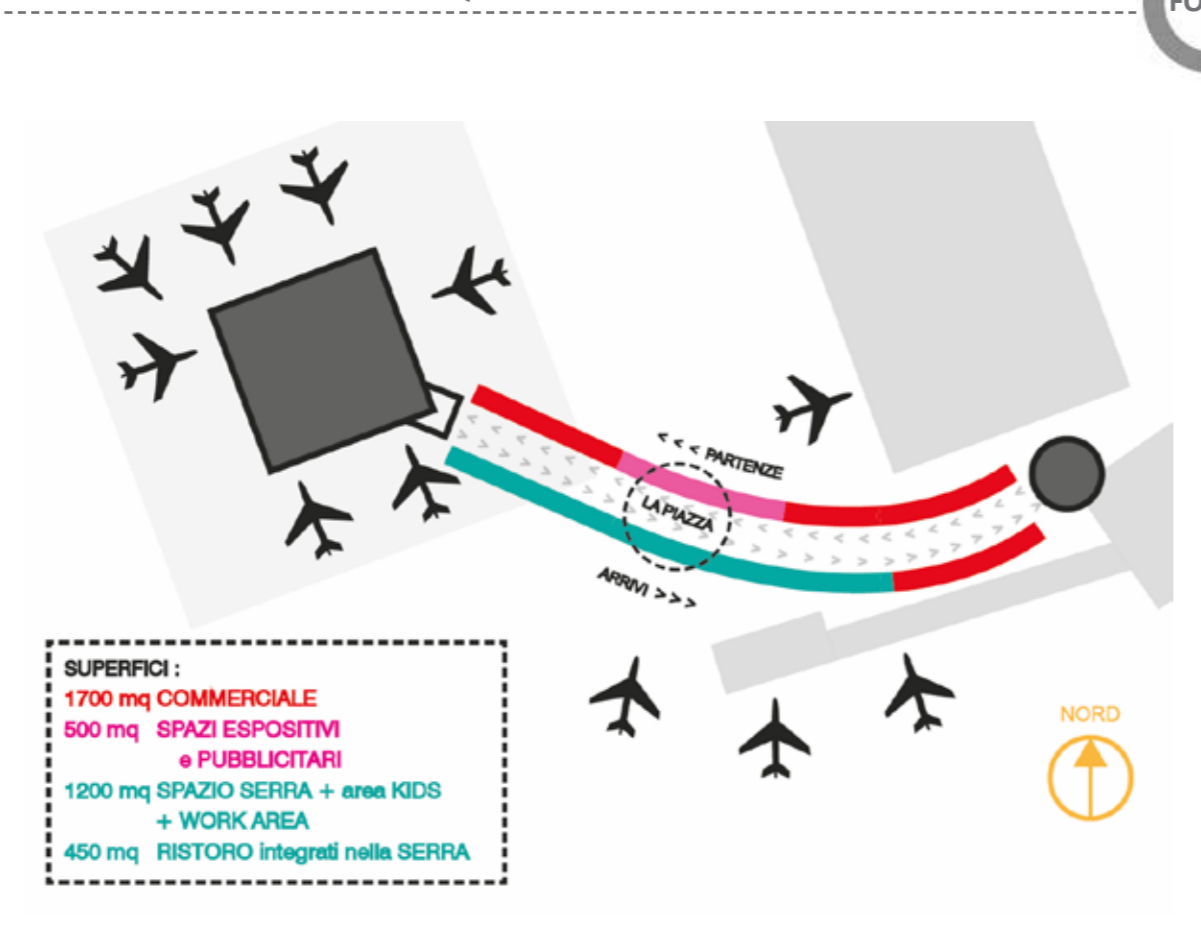 FO
< < < PARTENZE
LA PIAZZA
ARRIVI > > >
SUPERFICI :
1700 mq COMMERCIALE
500 mq SPAZI ESPOSITIVI
e PUBBLICITARI
1200 mq SPAZIO SERRA + area KIDS
+ WORK AREA
450 mq RISTORO integrati nella SERRA
NORD